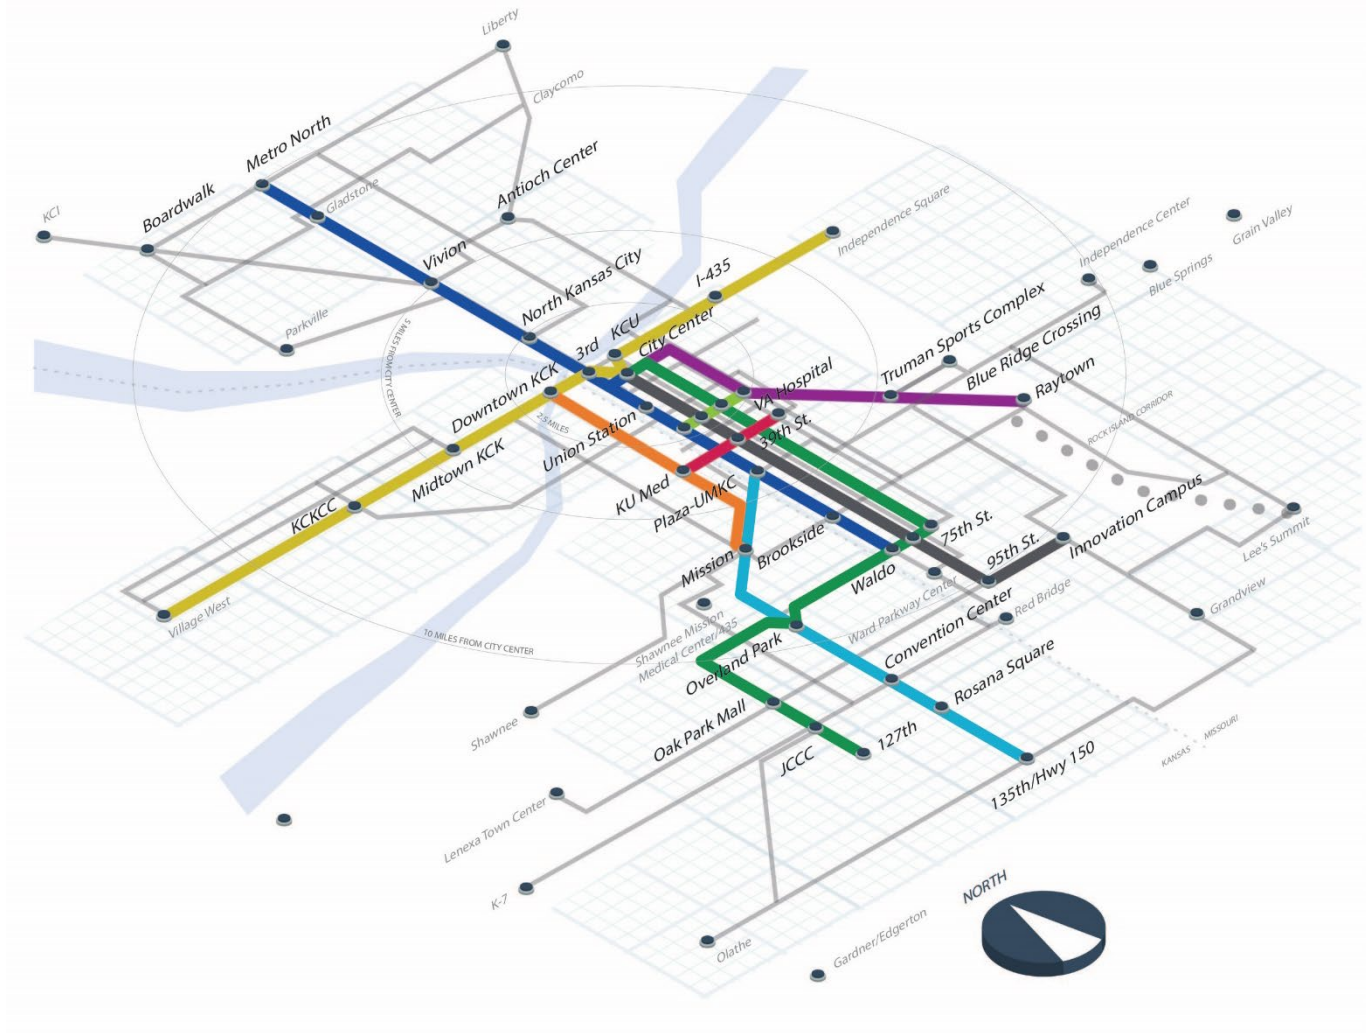 Liberty
Claycomo
Metro North
Antioch Center
Gladstone
Boardwalk
KCI
Independence Square
Independence Center
Grain Valley
Vivion
I-435
Blue Springs
North Kansas City
Parkville
KCU
City Center
3rd
Truman Sports Complex
Blue Ridge Crossing
5 MILES FROM CITY CENTER
Downtown KCK
VA Hospital
Raytown
ROCK ISLAND CORRIDOR
2.5 MILES
Union Station
39th St.
Midtown KCK
KU Med
Plaza-UMKC
KCKCC
Brookside
75th St.
95th St.
Innovation Campus
Lee's Summit
Mission
Waldo
Ward Parkway Center
Convention Center
Red Bridge
Grandview
Village West
10 MILES FROM CITY CENTER
Shawnee Mission
Medical Center/435
Overland Park
Rosana Square
Shawnee
Oak Park Mall
JCCC
127th
135th/Hwy 150
KANSAS
MISSOURI
Lenexa Town Center
K-7
Olathe
Gardner/Edgerton
NORTH